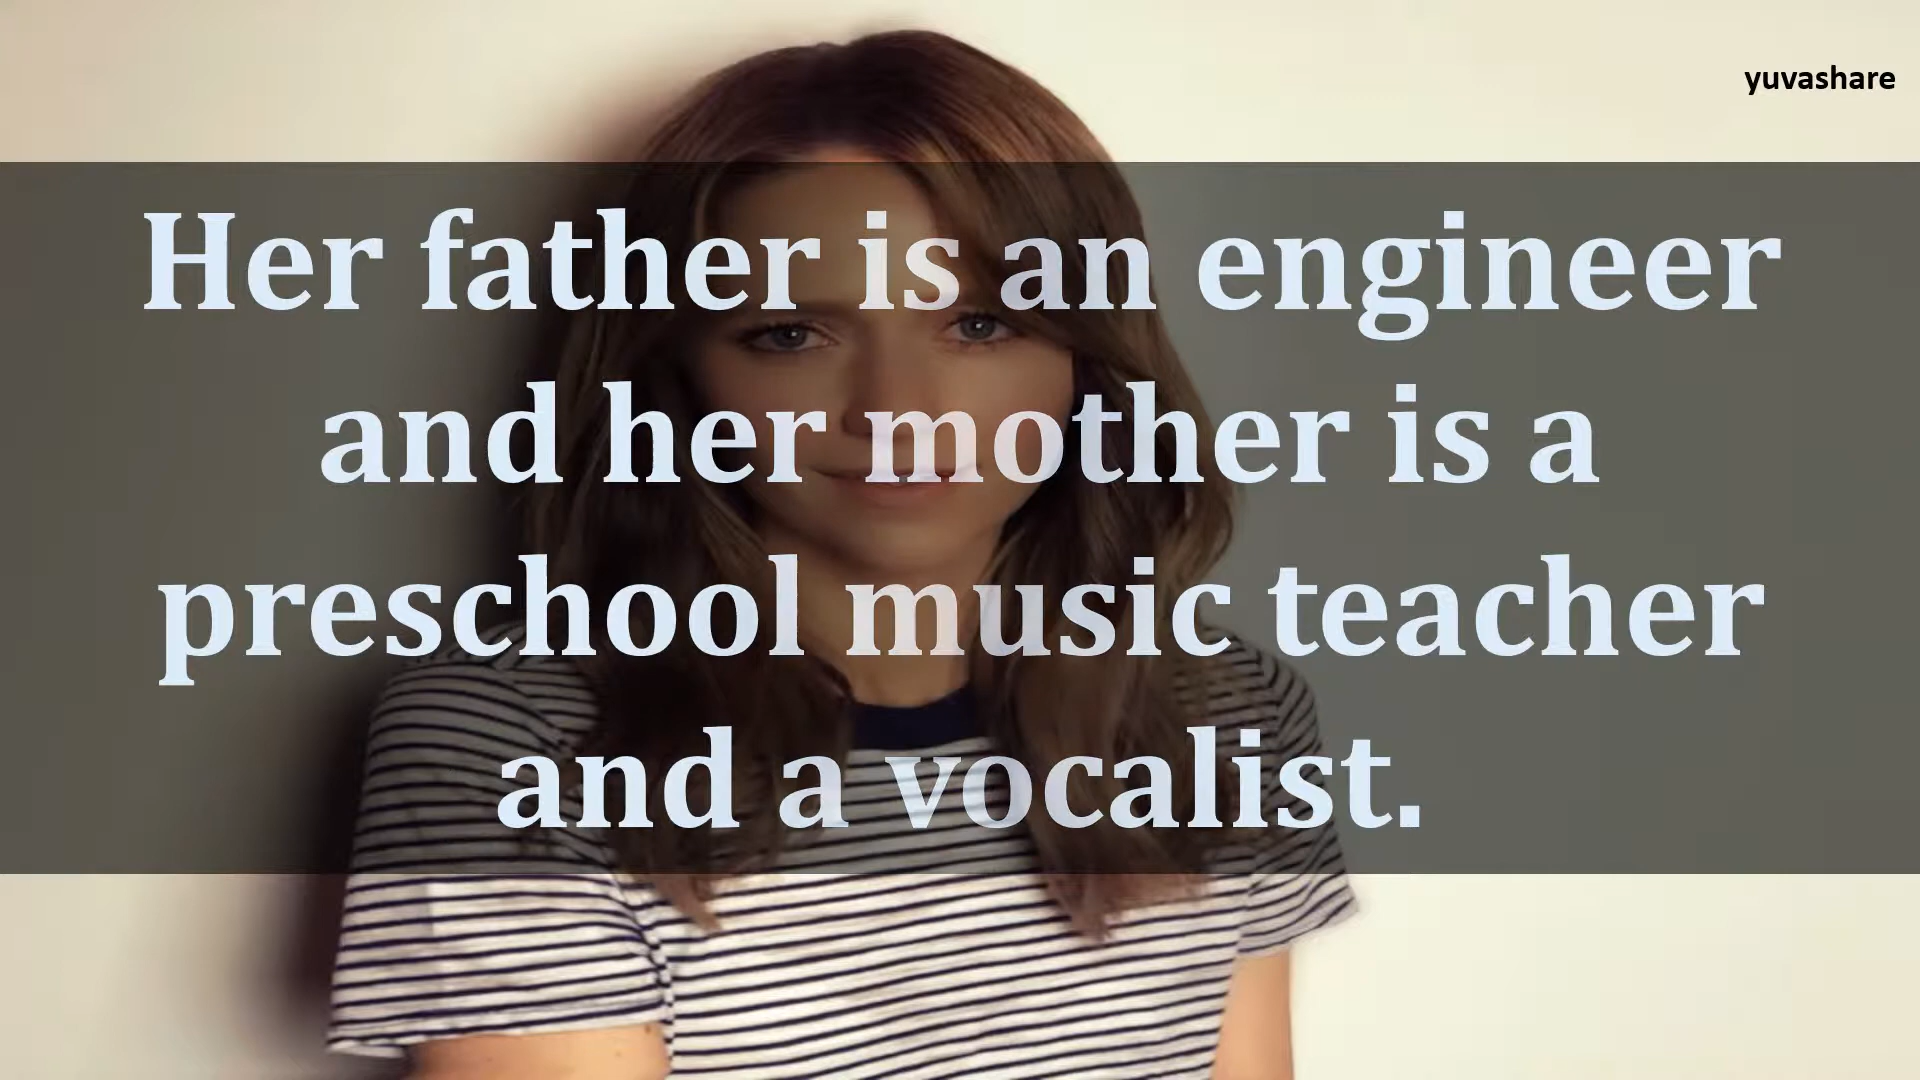 yuvashare
Her father is an engineer
and her mother is a
preschool music teacher
and a vocalist.